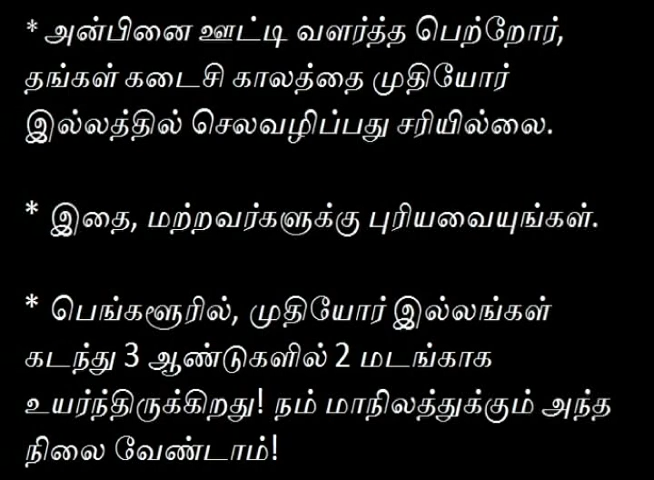 * அன்பினை ஊட்டி வளர்த்த பெற்றோர்,
தங்கள் கடைசி காலத்தை முதியோர்
இல்லத்தில் செலவழிப்பது சரியில்லை.
* இதை, மற்றவர்களுக்கு புரியவையுங்கள்.
* பெங்களூரில், முதியோர் இல்லங்கள்
கடந்து 3 ஆண்டுகளில் 2 மடங்காக
உயர்ந்திருக்கிறது! நம் மாநிலத்துக்கும் அந்த
நிலை வேண்டாம்!